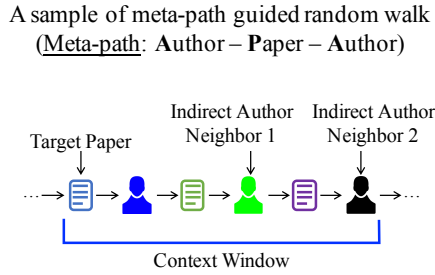 A sample of meta-path guided random walk
(Meta-path: Author – Paper – Author)
Indirect Author
Neighbor 1
Indirect Author
Neighbor 2
Target Paper
... ...
Context Window